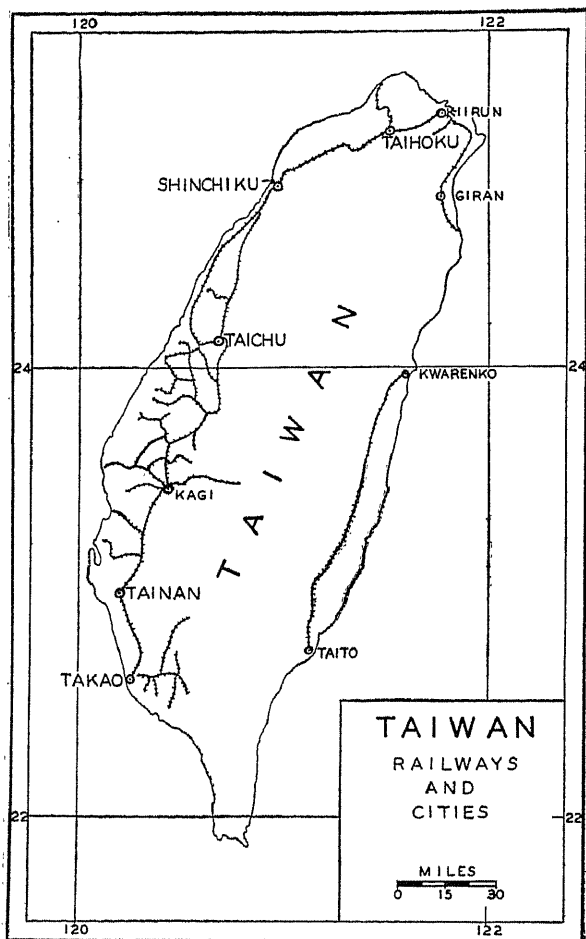 120
122
KIIRUN
TAIHOKU
SHINCHIKU
GIRAN
TAICHU
24
24
KWARENKO
TAIWAN
KAGI
TAINAN
TAITO
TAKAO
TAIWAN
RAILWAYS
AND
CITIES
22
22
MILES
0 15 30
120
122